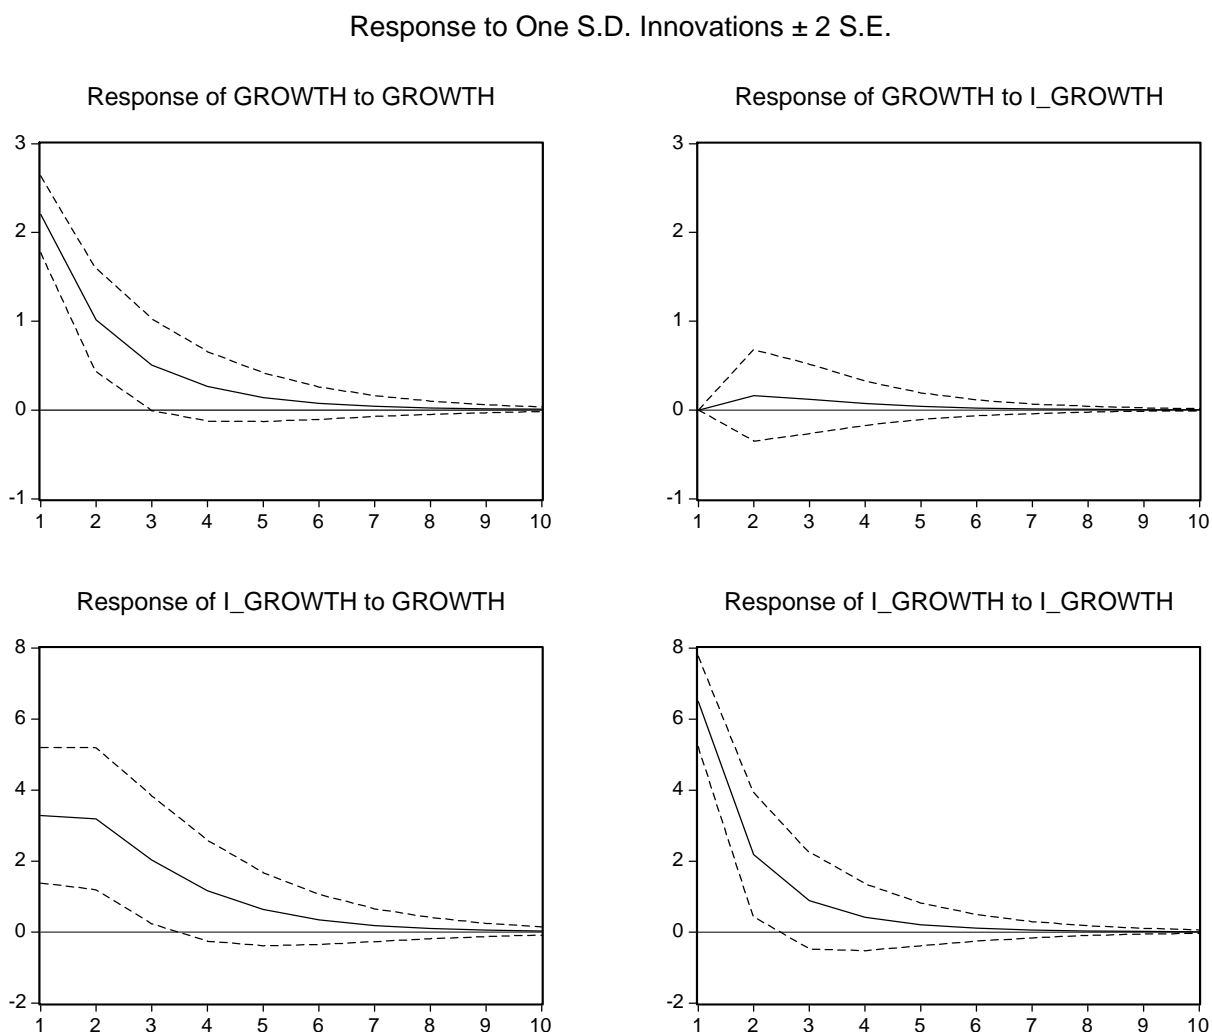 Response to One S.D. Innovations ± 2 S.E.
Response of GROWTH to GROWTH
3
2
1
0
-1
1 2 3 4 5 6 7 8 9 10
Response of GROWTH to I_GROWTH
3
2
1
0
-1
1 2 3 4 5 6 7 8 9 10
Response of I_GROWTH to GROWTH
8
6
4
2
0
-2
1 2 3 4 5 6 7 8 9 10
Response of I_GROWTH to I_GROWTH
8
6
4
2
0
-2
1 2 3 4 5 6 7 8 9 10